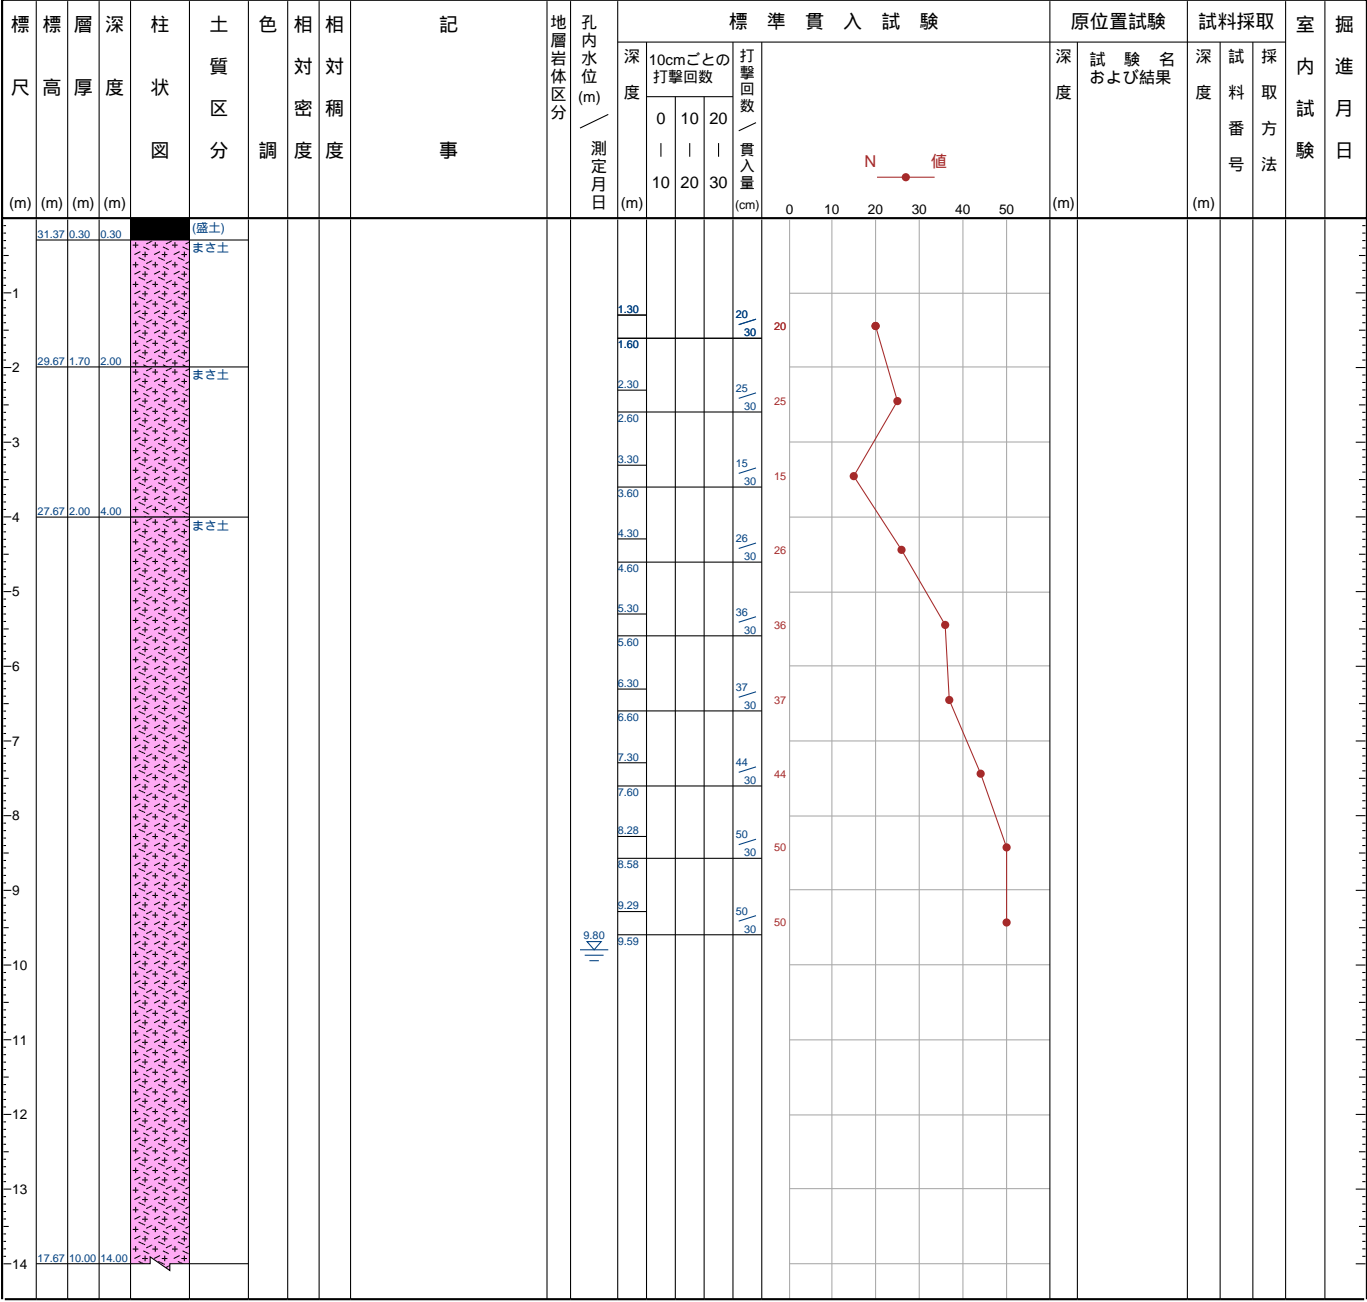 標尺(m)
標高(m)
層厚(m)
深度(m)
柱状図
土質区分
色調
相対密度
相対稠度
記事
地層岩体区分
孔内水位(m)／測定月日
標準貫入試験
深度(m)
10cmごとの
打撃回数
0 10 20
| | |
10 20 30
打撃回数／貫入量(cm)
N 値
0 10 20 30 40 50
原位置試験
深度(m)
試験名
および結果
試料採取
深度(m)
試料番号
採取方法
室内試験
掘進月日
31.37 0.30 0.30 (盛土)
まさ土
1
1.30 20/30 20
1.60
29.67 1.70 2.00
2
まさ土
2.30 25/30 25
2.60
3
3.30 15/30 15
3.60
27.67 2.00 4.00
4
まさ土
4.30 26/30 26
4.60
5
5.30 36/30 36
5.60
6
6.30 37/30 37
6.60
7
7.30 44/30 44
7.60
8
8.28 50/30 50
8.58
9
9.29 50/30 50
9.80
9.59
10
11
12
13
17.67 10.00 14.00
14